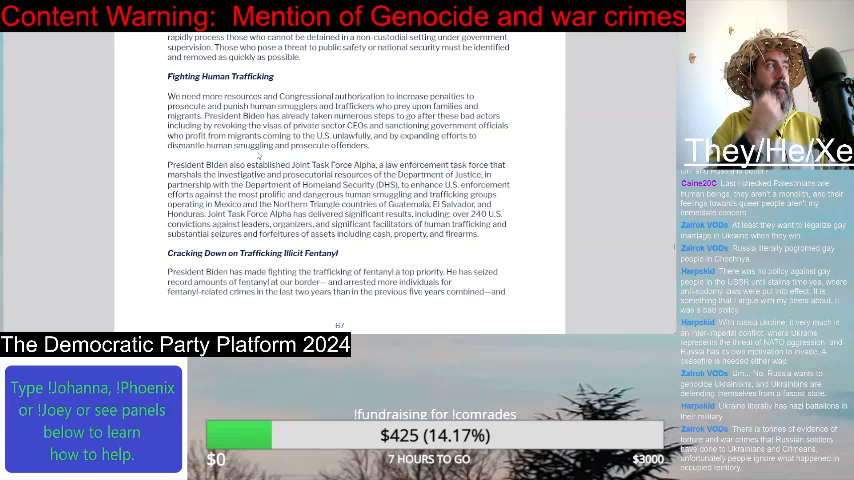 Content Warning: Mention of Genocide and war crimes
rapidly process those who cannot be detained in a non-custodial setting under government
supervision. Those who pose a threat to public safety or national security must be identified
and removed as quickly as possible.
Fighting Human Trafficking
We need more resources and Congressional authorization to increase penalties to
prosecute and punish human smugglers and traffickers who prey upon families and
migrants. President Biden has already taken numerous steps to go after these bad actors
including by revoking the visas of private sector CEOs and sanctioning government officials
who profit from migrants coming to the U.S. unlawfully, and by expanding efforts to
dismantle human smuggling and prosecute offenders.
President Biden also established Joint Task Force Alpha, a law enforcement task force that
marshals the investigative and prosecutorial resources of the Department of Justice, in
partnership with the Department of Homeland Security (DHS), to enhance U.S. enforcement
efforts against the most prolific and dangerous human smuggling and trafficking groups
operating in Mexico and the Northern Triangle countries of Guatemala, El Salvador, and
Honduras. Joint Task Force Alpha has delivered significant results, including: over 240 U.S.
convictions against leaders, organizers, and significant facilitators of human trafficking and
substantial seizures and forfeitures of assets including cash, property, and firearms.
Cracking Down on Trafficking Illicit Fentanyl
President Biden has made fighting the trafficking of fentanyl a top priority. He has seized
record amounts of fentanyl at our border— and arrested more individuals for
fentanyl-related crimes in the last two years than in the previous five years combined—and
67
The Democratic Party Platform 2024
They/He/Xe
Caine20C Last I checked Palestinians are
human beings, they aren't a monolith, and their
feelings towards queer people aren't my
immediate concern
Zairok VODs At least they want to legalize gay
marriage in Ukraine when they win.
Zairok VODs Russia literally pogromed gay
people in Chechnya.
Harpskid There was no policy against gay
people in the USSR until stalins time yes, where
anti-sodomy laws were put into effect. It is
something that I argue with my peers about. It
was a bad policy.
Harpskid With russia ukraine, it very much is
an inter-imperial conflict, where Ukraine
represents the threat of NATO aggression, and
Russia has its own motivation to invade. A
ceasefire is needed either way.
Zairok VODs Um... No. Russia wants to
genocide Ukrainians, and Ukrainians are
defending themselves from a fascist state.
Harpskid Ukraine literally has nazi battalions in
their military
Zairok VODs There is tonnes of evidence of
torture and war crimes that Russian soldiers
have done to Ukrainians and Crimeans,
unfortunately people ignore what happened in
occupied territory.
Type !Johanna, !Phoenix
or !Joey or see panels
below to learn
how to help.
!fundraising for !comrades
$425 (14.17%)
$0
7 HOURS TO GO
$3000